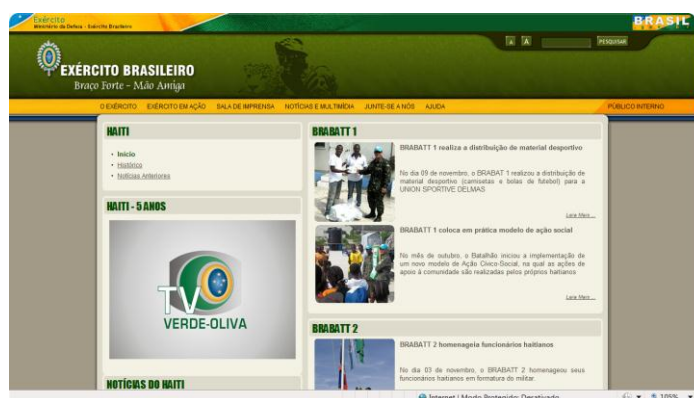 Exército
Ministério da Defesa - Exército Brasileiro
BRASIL
A A PESQUISAR
EXÉRCITO BRASILEIRO
Braço Forte - Mão Amiga
O EXÉRCITO EXÉRCITO EM AÇÃO SALA DE IMPRENSA NOTÍCIAS E MULTIMÍDIA JUNTE-SE A NÓS AJUDA PÚBLICO INTERNO
HAITI
• Início
• Histórico
• Notícias Anteriores
HAITI - 5 ANOS
TV
VERDE-OLIVA
NOTÍCIAS DO HAITI
BRABATT 1
BRABATT 1 realiza a distribuição de material desportivo
No dia 09 de novembro, o BRABAT 1 realizou a distribuição de
material desportivo (camisetas e bolas de futebol) para a
UNION SPORTIVE DELMAS
Leia Mais ...
BRABATT 1 coloca em prática modelo de ação social
No mês de outubro, o Batalhão iniciou a implementação de
um novo modelo de Ação Cívico-Social, na qual as ações de
apoio à comunidade são realizadas pelos próprios haitianos
Leia Mais ...
BRABATT 2
BRABATT 2 homenageia funcionários haitianos
No dia 03 de novembro, o BRABATT 2 homenageou seus
funcionários haitianos em formatura do militar.
Internet | Modo Protegido: Desativado
105%